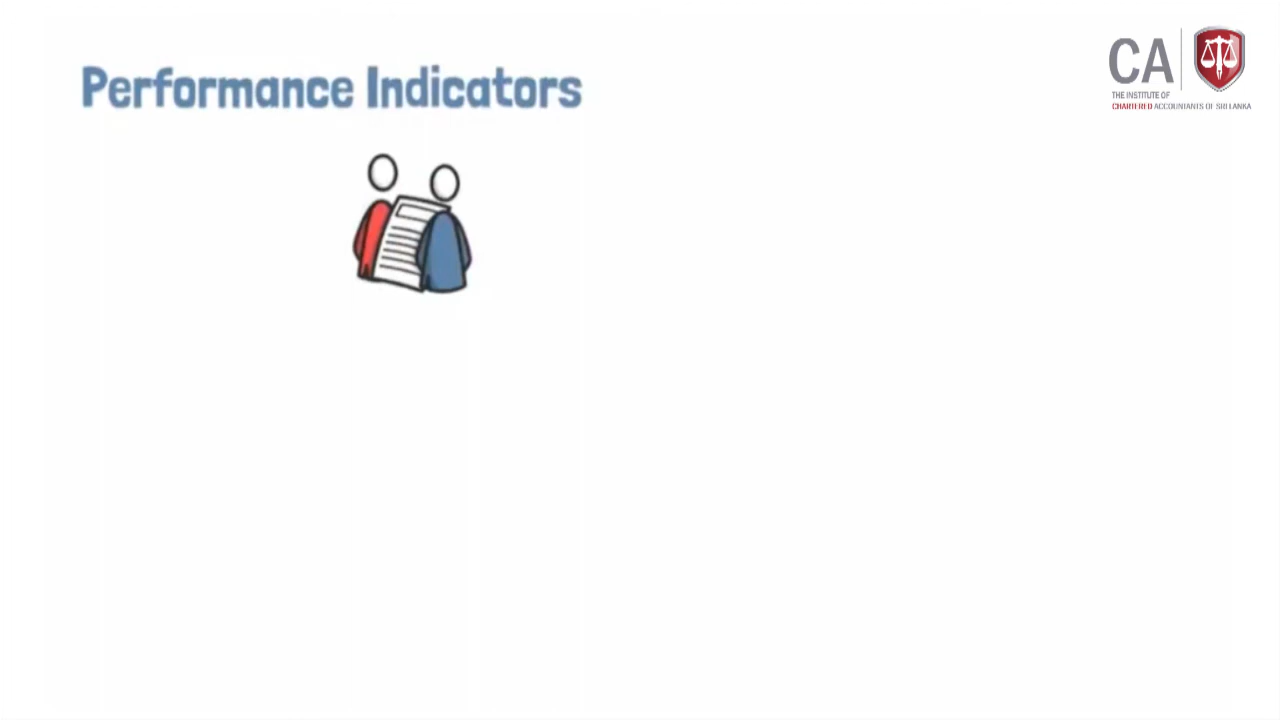 Performance Indicators
CA
THE INSTITUTE OF
CHARTERED ACCOUNTANTS OF SRI LANKA